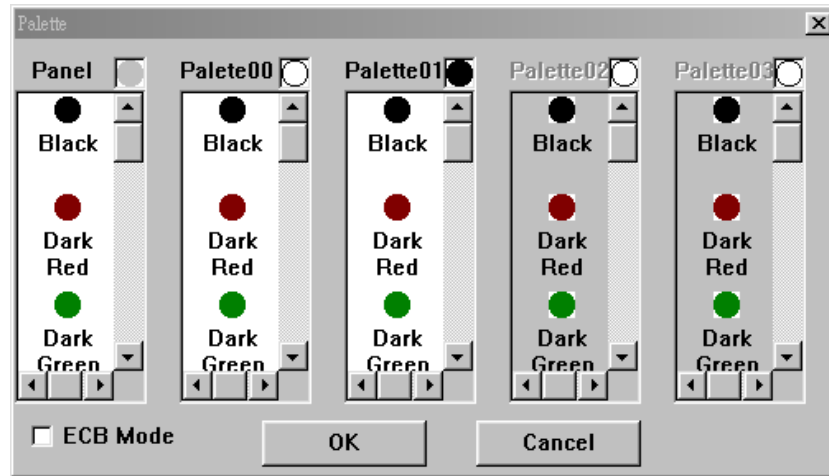 Palette
Panel
Black
Dark
Red
Dark
Green
Palete00
Black
Dark
Red
Dark
Green
Palette01
Black
Dark
Red
Dark
Green
Palette02
Black
Dark
Red
Dark
Green
Palette03
Black
Dark
Red
Dark
Green
ECB Mode
OK
Cancel